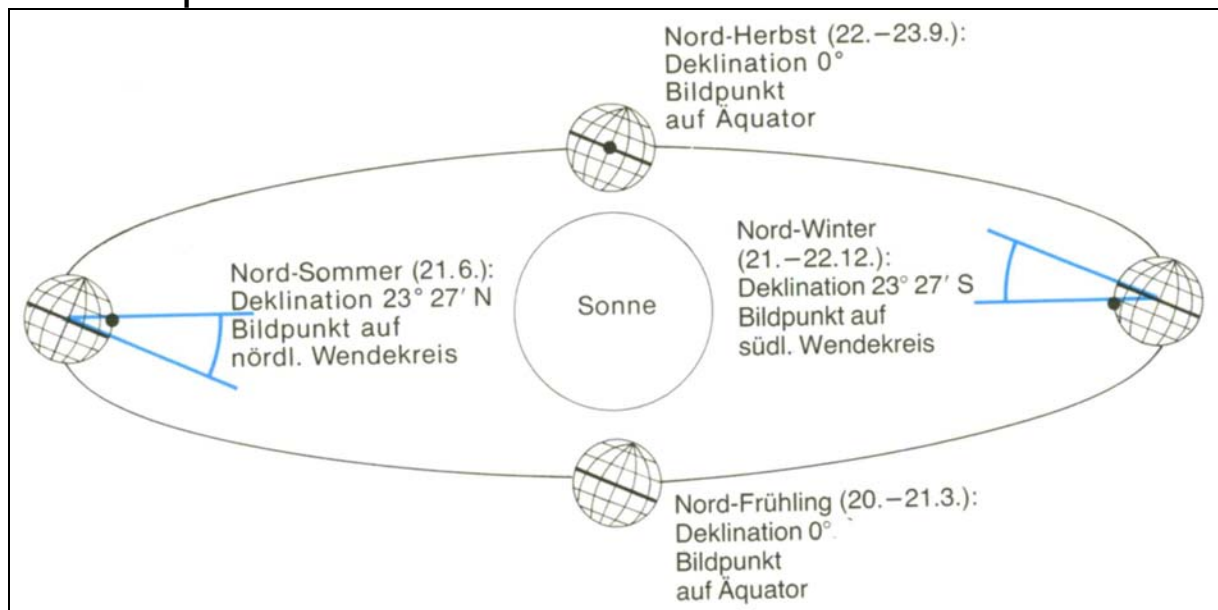 Nord-Herbst (22.–23.9.):
Deklination 0°
Bildpunkt
auf Äquator
Nord-Sommer (21.6.):
Deklination 23° 27′ N
Bildpunkt auf
nördl. Wendekreis
Sonne
Nord-Winter
(21.–22.12.):
Deklination 23° 27′ S
Bildpunkt auf
südl. Wendekreis
Nord-Frühling (20.–21.3.):
Deklination 0°
Bildpunkt
auf Äquator